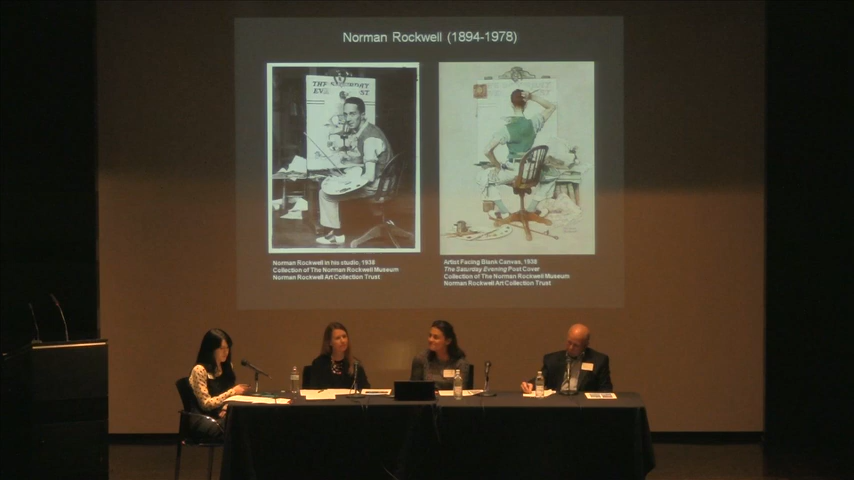 Norman Rockwell (1894-1978)
THE SATURDAY
Norman Rockwell in his studio, 1938
Collection of The Norman Rockwell Museum
Norman Rockwell Art Collection Trust
Artist Facing Blank Canvas, 1938
The Saturday Evening Post Cover
Collection of The Norman Rockwell Museum
Norman Rockwell Art Collection Trust